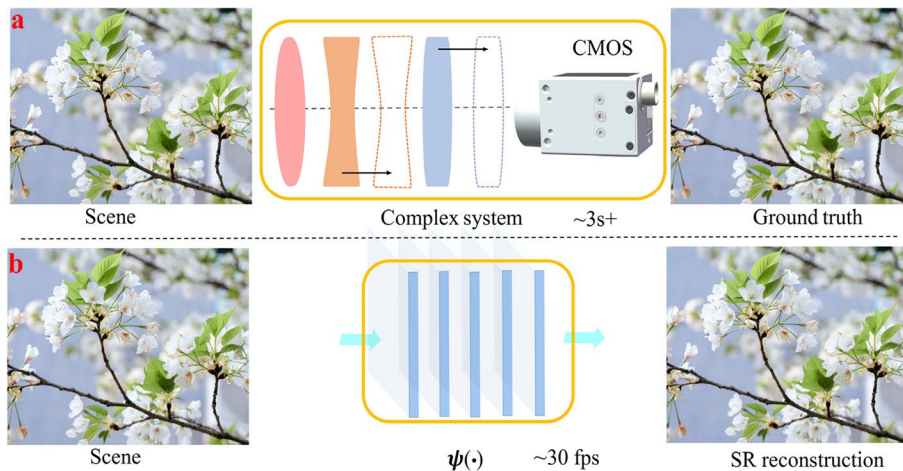 a
CMOS
Scene
Complex system ~3s+
Ground truth
b
Scene
ψ(·) ~30 fps
SR reconstruction